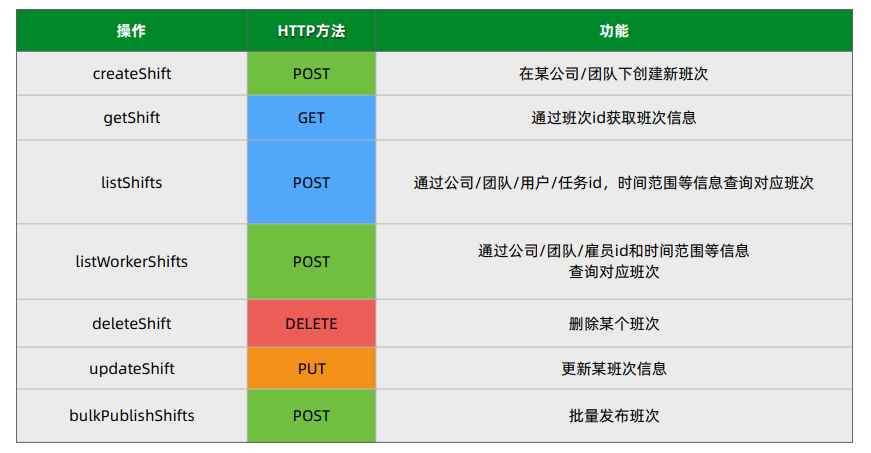 操作 HTTP方法 功能
createShift POST 在某公司/团队下创建新班次
getShift GET 通过班次id获取班次信息
listShifts POST 通过公司/团队/用户/任务id，时间范围等信息查询对应班次
listWorkerShifts POST 通过公司/团队/雇员id和时间范围等信息
查询对应班次
deleteShift DELETE 删除某个班次
updateShift PUT 更新某班次信息
bulkPublishShifts POST 批量发布班次